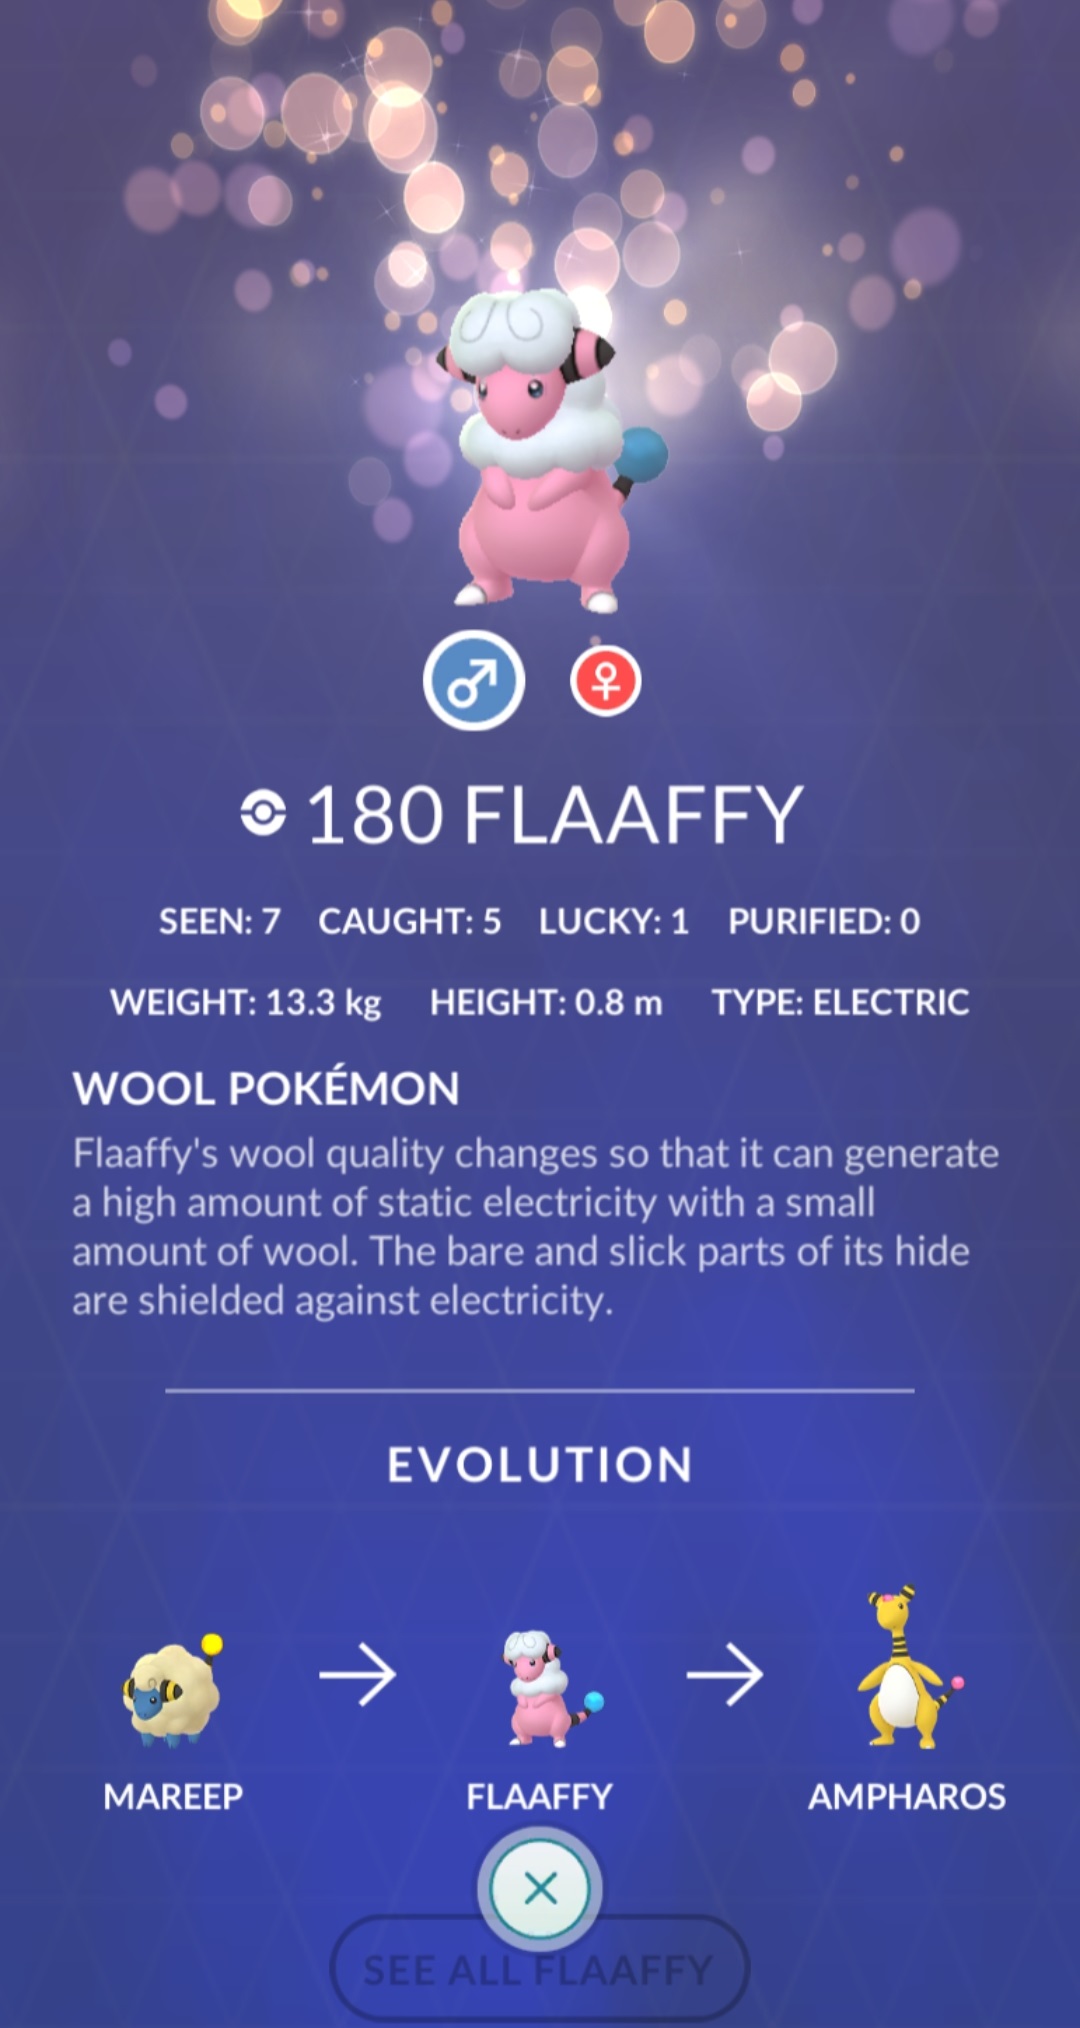 180 FLAAFFY
SEEN: 7 CAUGHT: 5 LUCKY: 1 PURIFIED: 0
WEIGHT: 13.3 kg HEIGHT: 0.8 m TYPE: ELECTRIC
WOOL POKÉMON
Flaaffy's wool quality changes so that it can generate
a high amount of static electricity with a small
amount of wool. The bare and slick parts of its hide
are shielded against electricity.
EVOLUTION
MAREEP FLAAFFY AMPHAROS
SEE ALL FLAAFFY